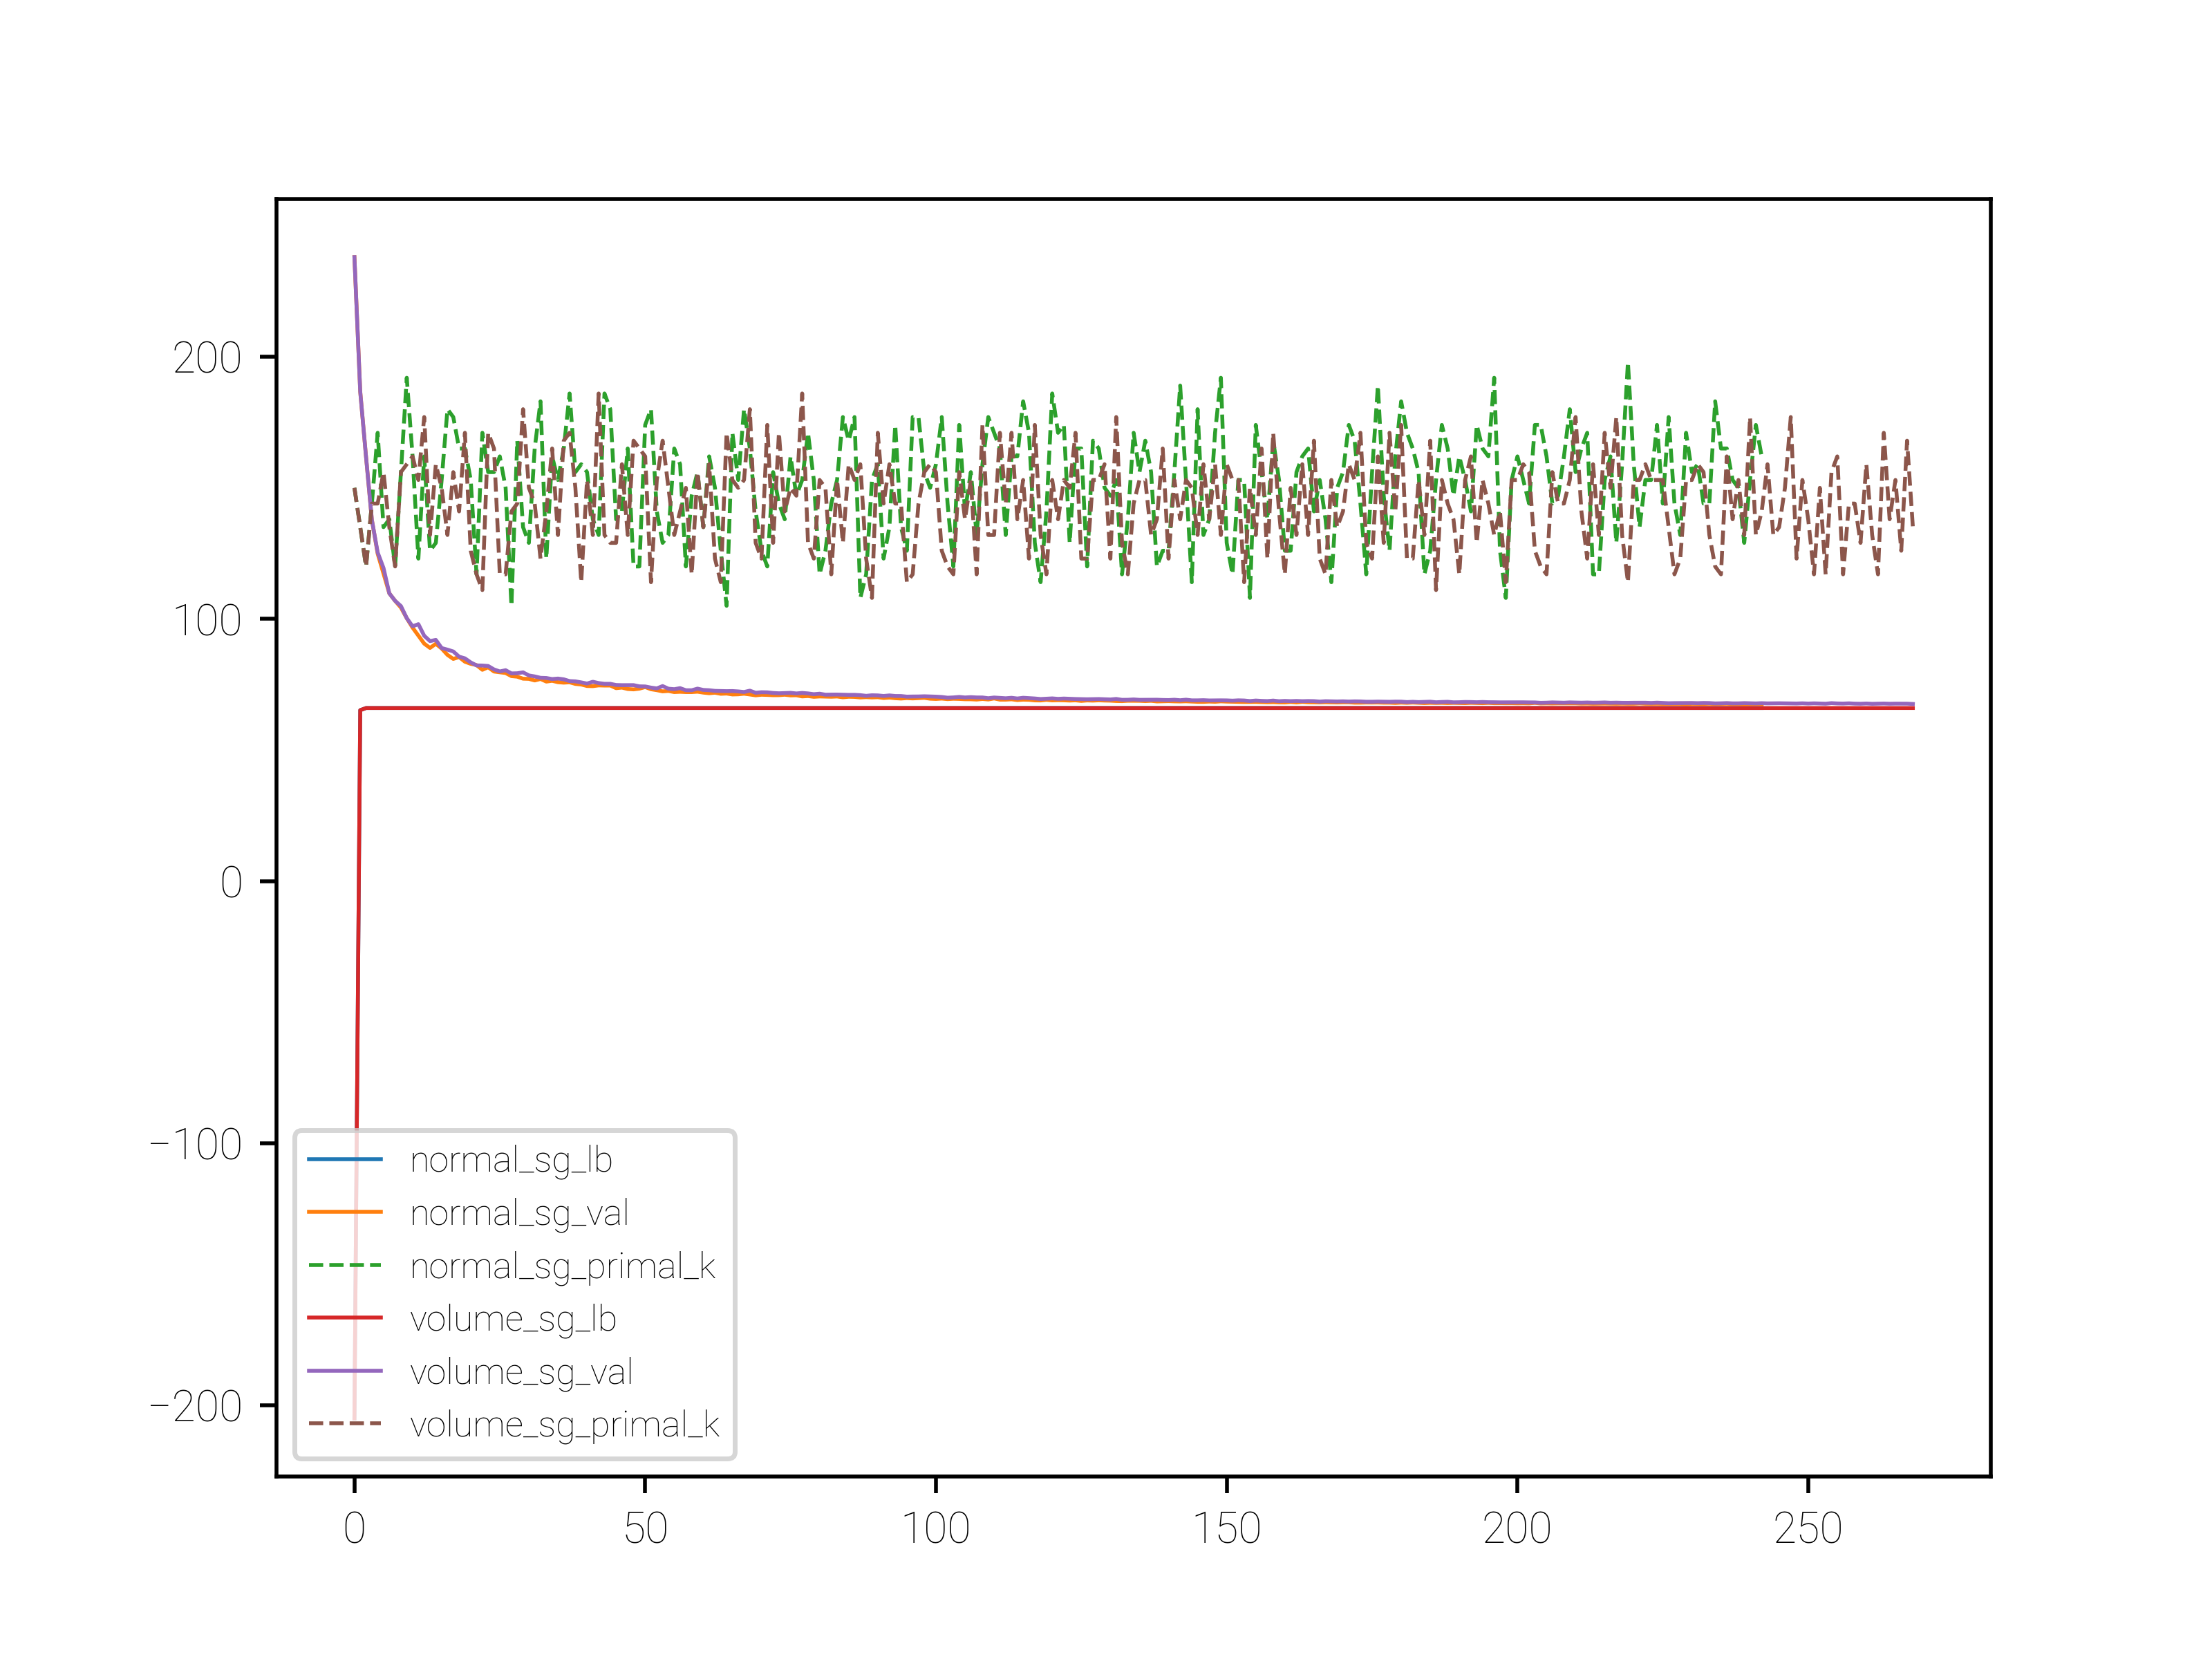 200
100
0
−100
−200
normal_sg_lb
normal_sg_val
normal_sg_primal_k
volume_sg_lb
volume_sg_val
volume_sg_primal_k
0 50 100 150 200 250